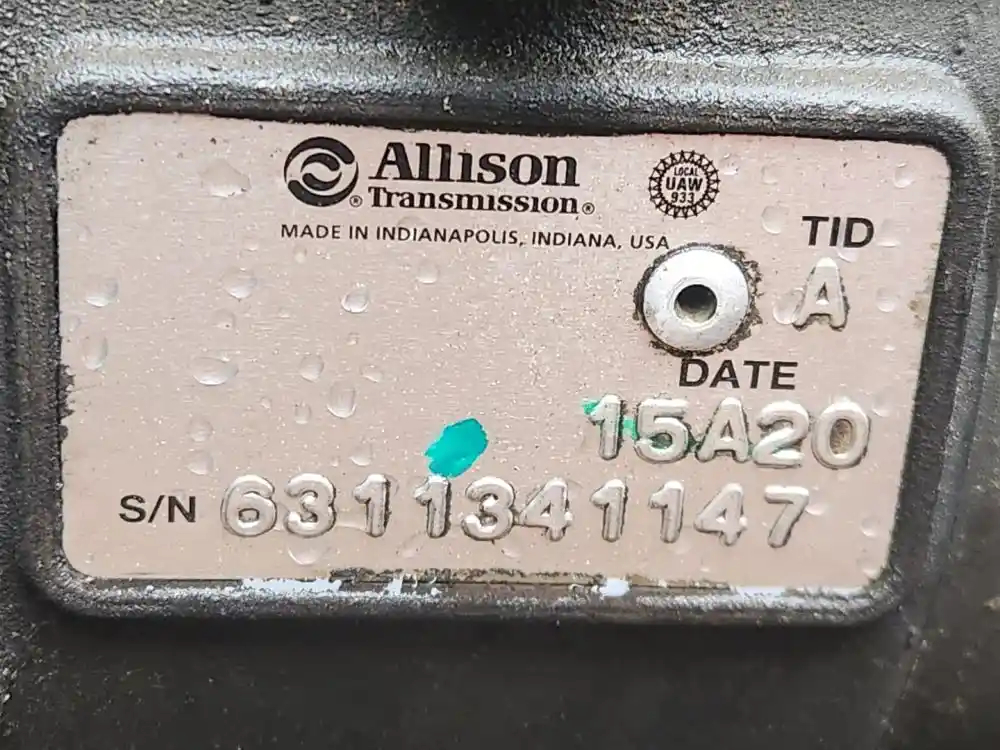 Allison
Transmission®
®
LOCAL
UAW
933
MADE IN INDIANAPOLIS, INDIANA, USA
TID
A
DATE
15A20
S/N 6311341147